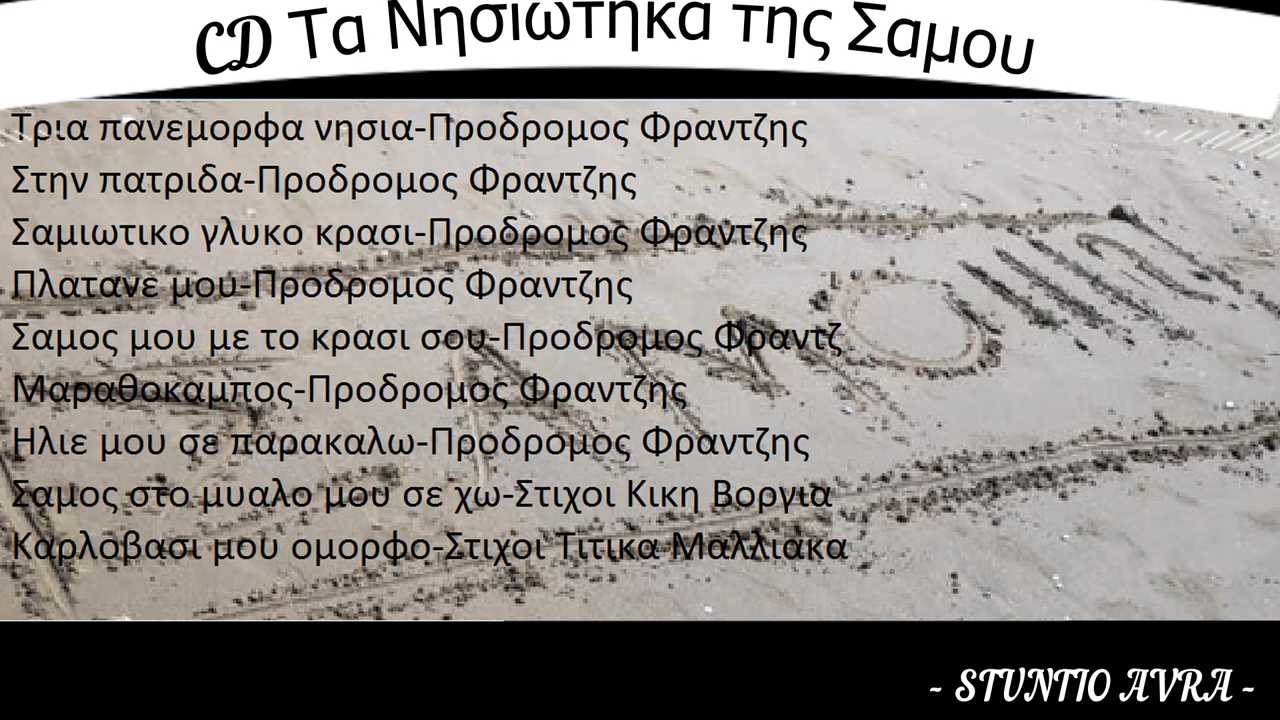 CD Τα Νησιωτηκα της Σαμου
Τρια πανεμορφα νησια-Προδρομος Φραντζης
Στην πατριδα-Προδρομος Φραντζης
Σαμιωτικο γλυκο κρασι-Προδρομος Φραντζης
Πλατανε μου-Προδρομος Φραντζης
Σαμος μου με το κρασι σου-Προδρομος Φραντζ
Μαραθοκαμπος-Προδρομος Φραντζης
Ηλιε μου σε παρακαλω-Προδρομος Φραντζης
Σαμος στο μυαλο μου σε χω-Στιχοι Κικη Βοργια
Καρλοβασι μου ομορφο-Στιχοι Τιτικα Μαλλιακα
- STUNTIO AVRA -